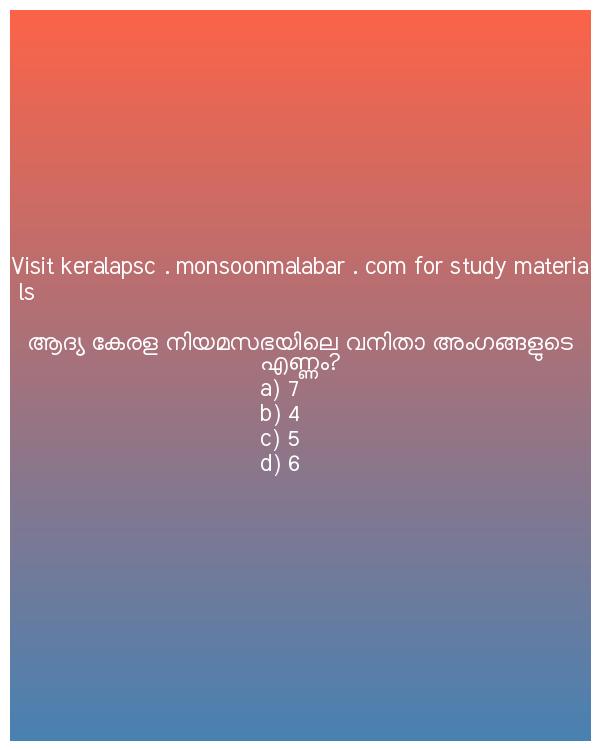 Visit keralapsc . monsoonmalabar . com for study materia
ls
ആദ്യ കേരള നിയമസഭയിലെ വനിതാ അംഗങ്ങളുടെ
എണ്ണം?
a) 7
b) 4
c) 5
d) 6